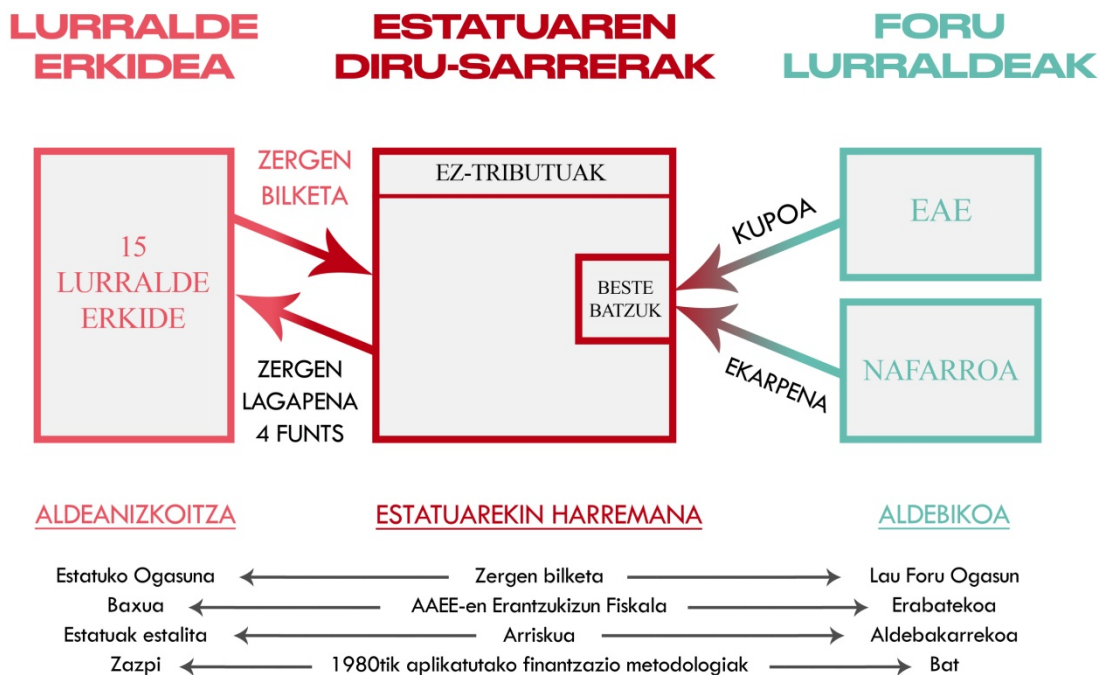 LURRALDE
ERKIDEA
ESTATUAREN
DIRU-SARRERAK
FORU
LURRALDEAK
15
LURRALDE
ERKIDE
ZERGEN
BILKETA
ZERGEN
LAGAPENA
4 FUNTS
EZ-TRIBUTUAK
BESTE
BATZUK
KUPOA
EKARPENA
EAE
NAFARROA
ALDEANIZKOITZA ESTATUAREKIN HARREMANA ALDEBIKOA
Estatuko Ogasuna Zergen bilketa Lau Foru Ogasun
Baxua AAEE-en Erantzukizun Fiskala Erabatekoa
Estatuak estalita Arriskua Aldebakarrekoa
Zazpi 1980tik aplikatutako finantzazio metodologiak Bat